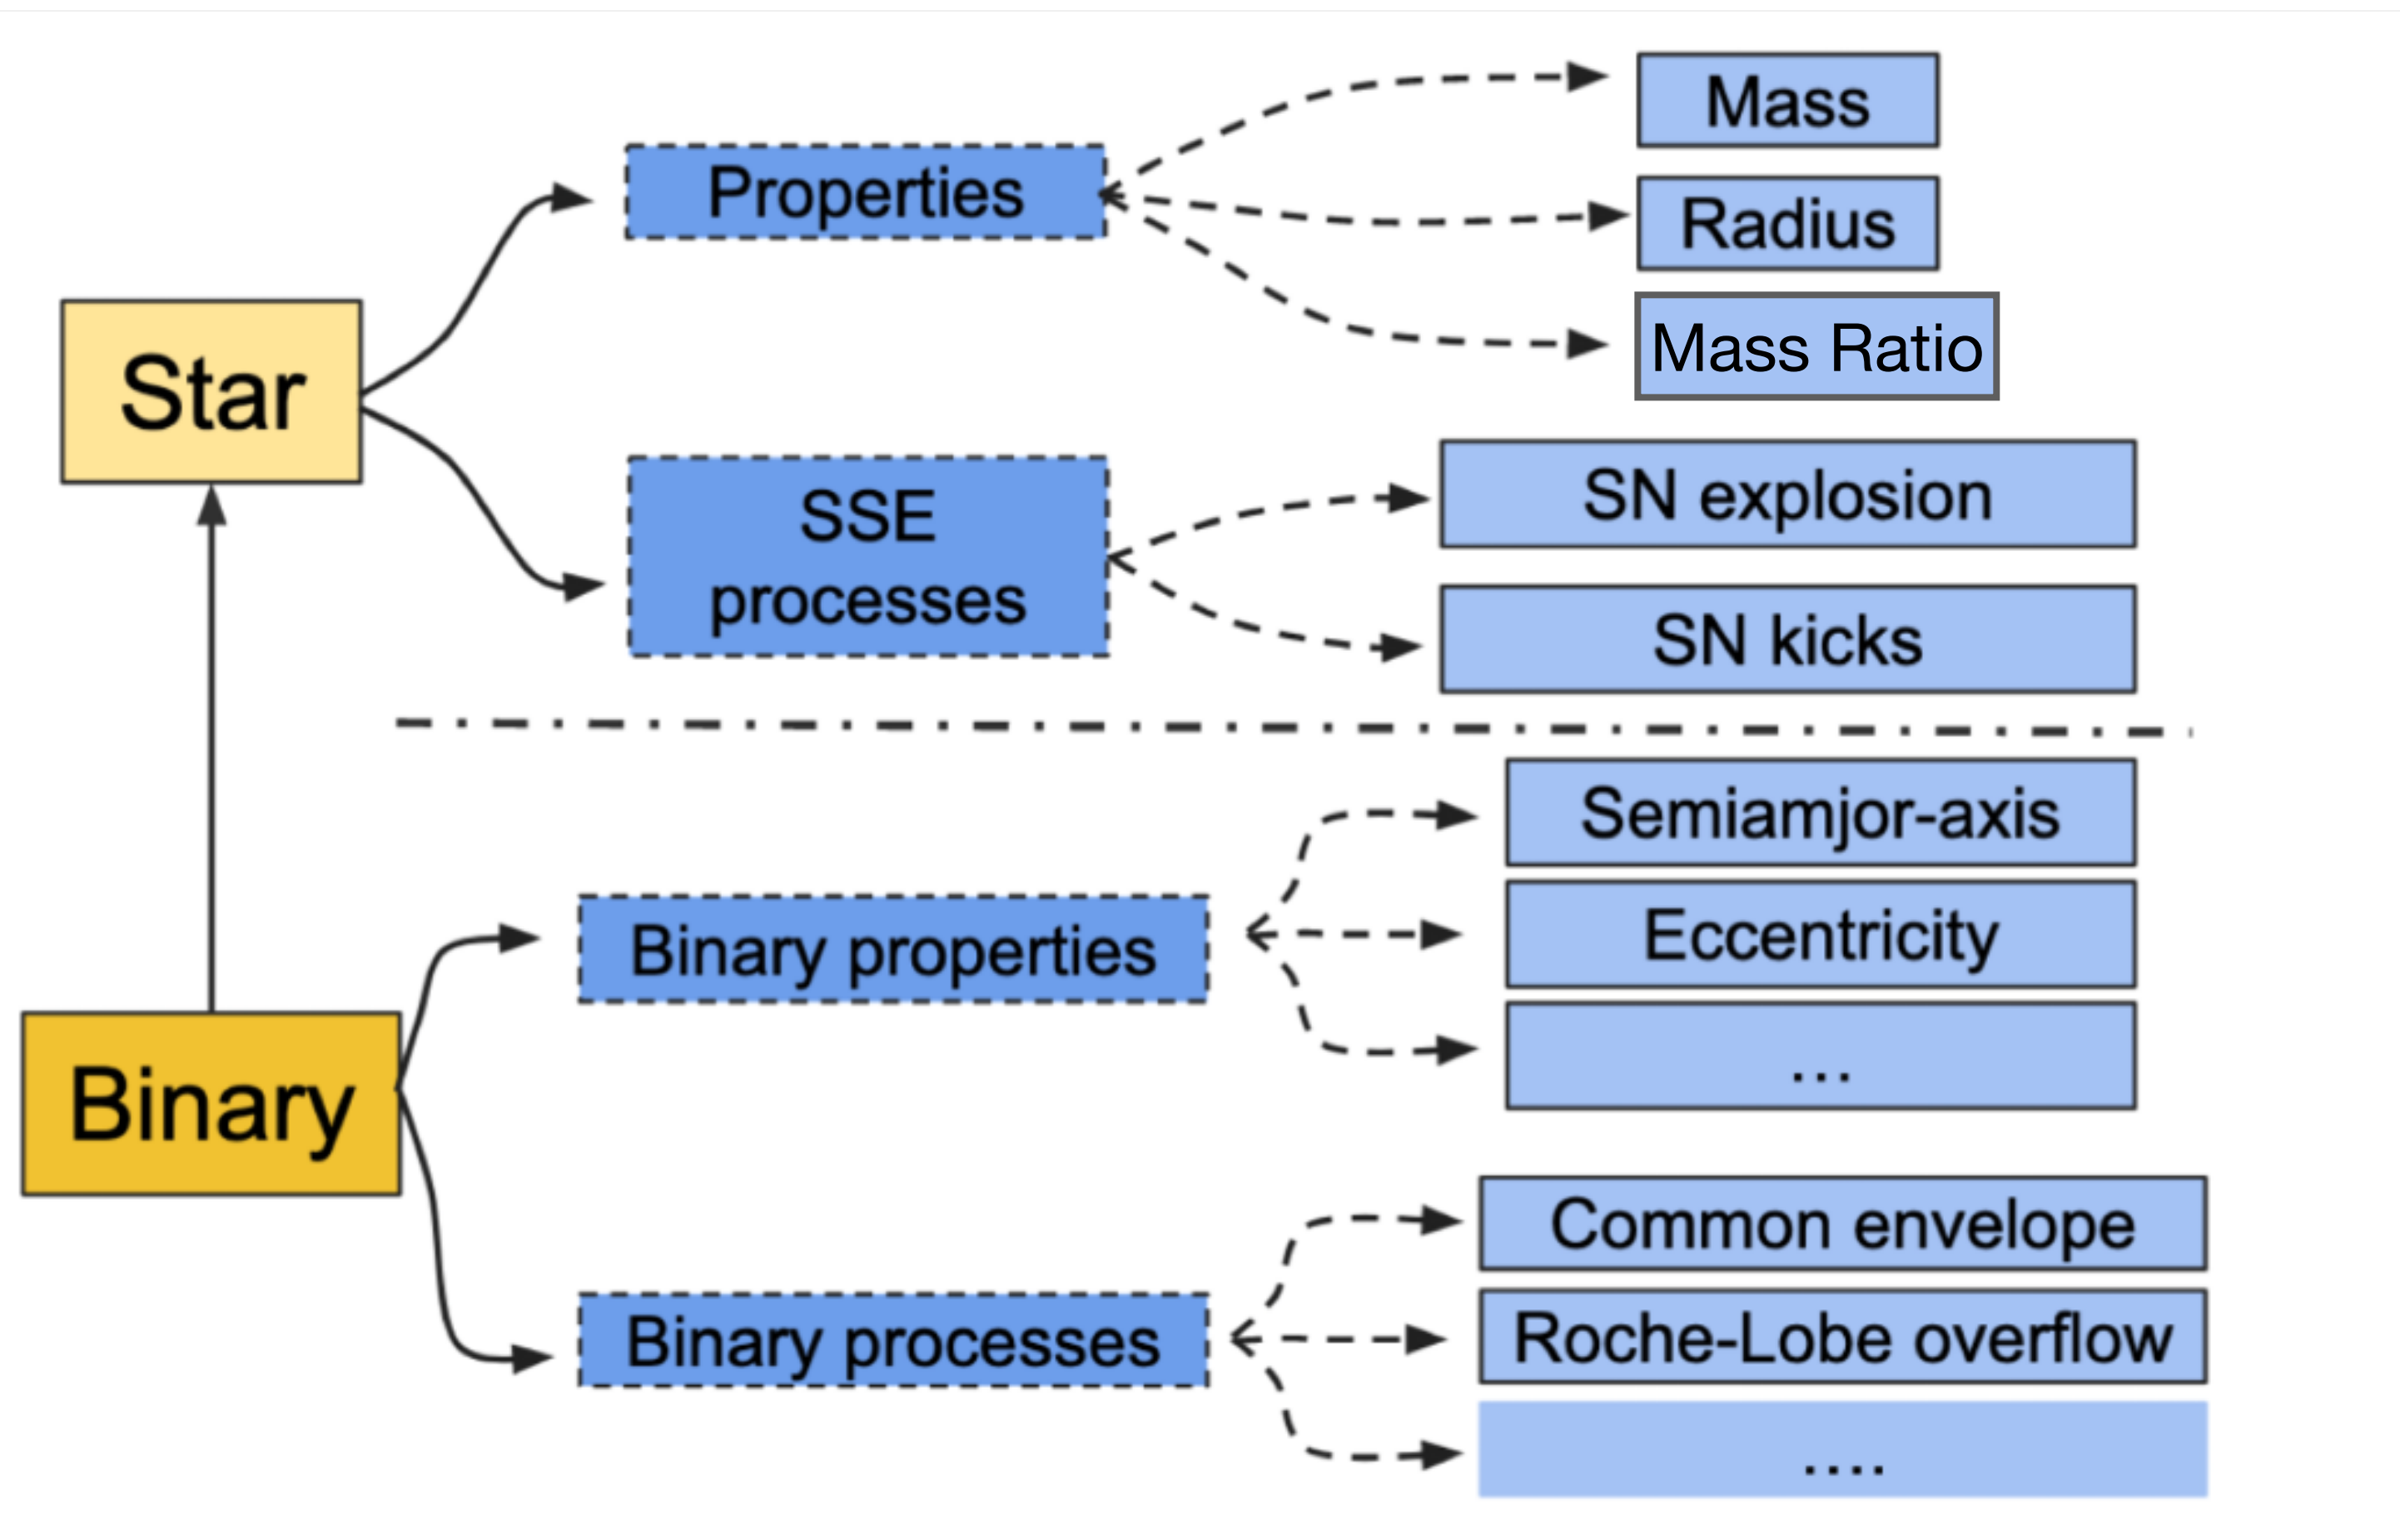 Mass
Properties
Radius
Mass Ratio
Star
SSE
processes
SN explosion
SN kicks
Semiamjor-axis
Binary properties
Eccentricity
...
Binary
Common envelope
Binary processes
Roche-Lobe overflow
....